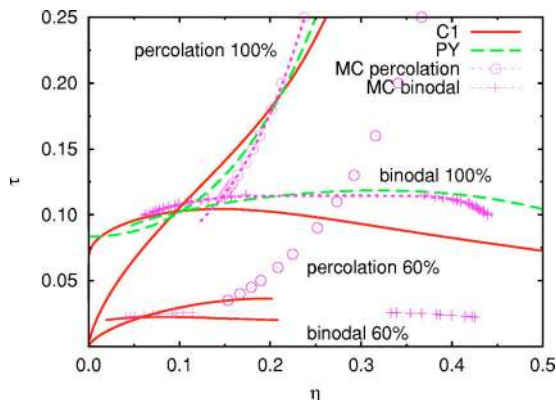 0.25
0.20
0.15
0.10
0.05
0.0
0.1
0.2
0.3
0.4
0.5
τ
η
percolation 100%
C1
PY
MC percolation
MC binodal
binodal 100%
percolation 60%
binodal 60%